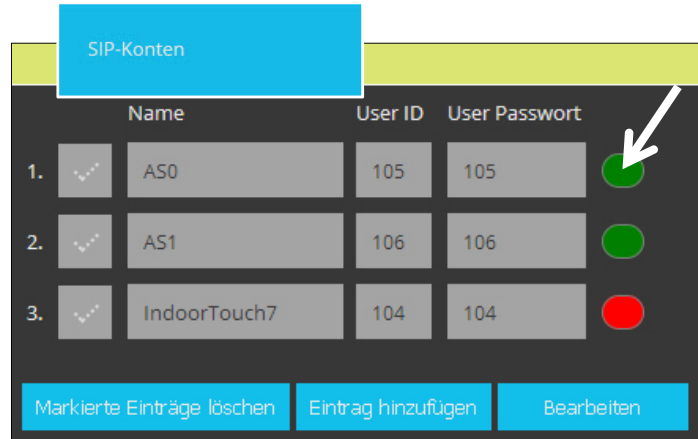 SIP-Konten
Name User ID User Passwort
1. AS0 105 105
2. AS1 106 106
3. IndoorTouch7 104 104
Markierte Einträge löschen Eintrag hinzufügen Bearbeiten